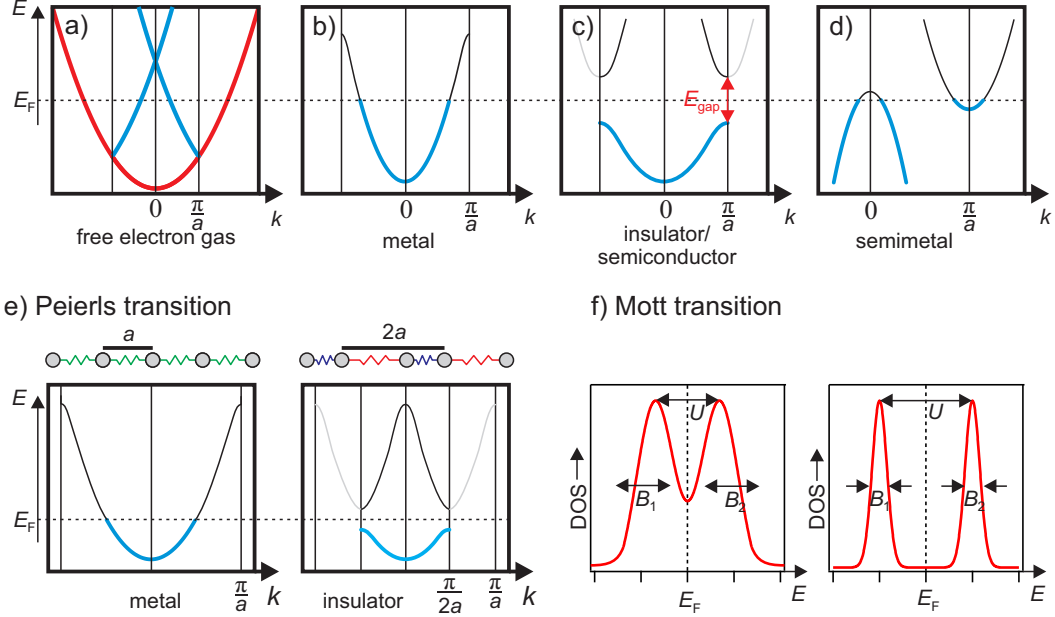 E
a)
b)
c)
d)
E_F
E_gap
0
π/a
k
0
π/a
k
0
π/a
k
0
π/a
k
free electron gas
metal
insulator/
semiconductor
semimetal
e) Peierls transition
f) Mott transition
a
2a
E
E_F
U
B_1
B_2
DOS
U
B_1
B_2
DOS
metal
π/a
k
insulator
π/2a
π/a
k
E_F
E
E_F
E